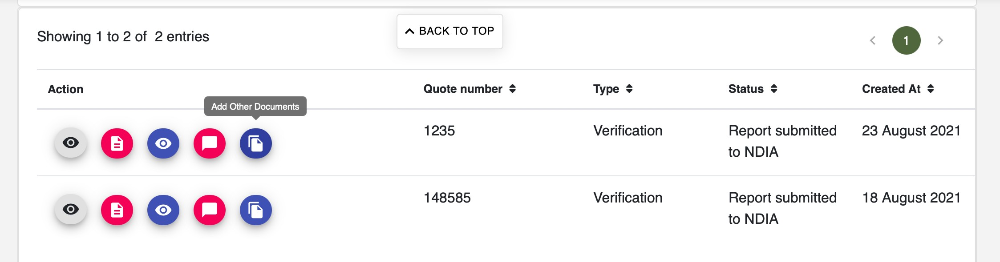 Showing 1 to 2 of  2 entries
BACK TO TOP
1
Action
Quote number
Type
Status
Created At
Add Other Documents
1235
Verification
Report submitted
to NDIA
23 August 2021
148585
Verification
Report submitted
to NDIA
18 August 2021